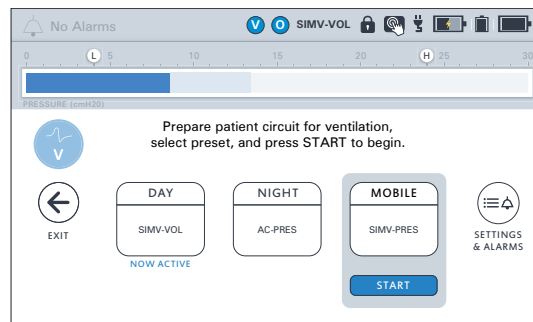 No Alarms
V O SIMV-VOL
0 L 5 10 15 20 H 25 30
PRESSURE (cmH20)
V
Prepare patient circuit for ventilation,
select preset, and press START to begin.
DAY NIGHT MOBILE
SIMV-VOL AC-PRES SIMV-PRES
EXIT
SETTINGS
& ALARMS
NOW ACTIVE
START